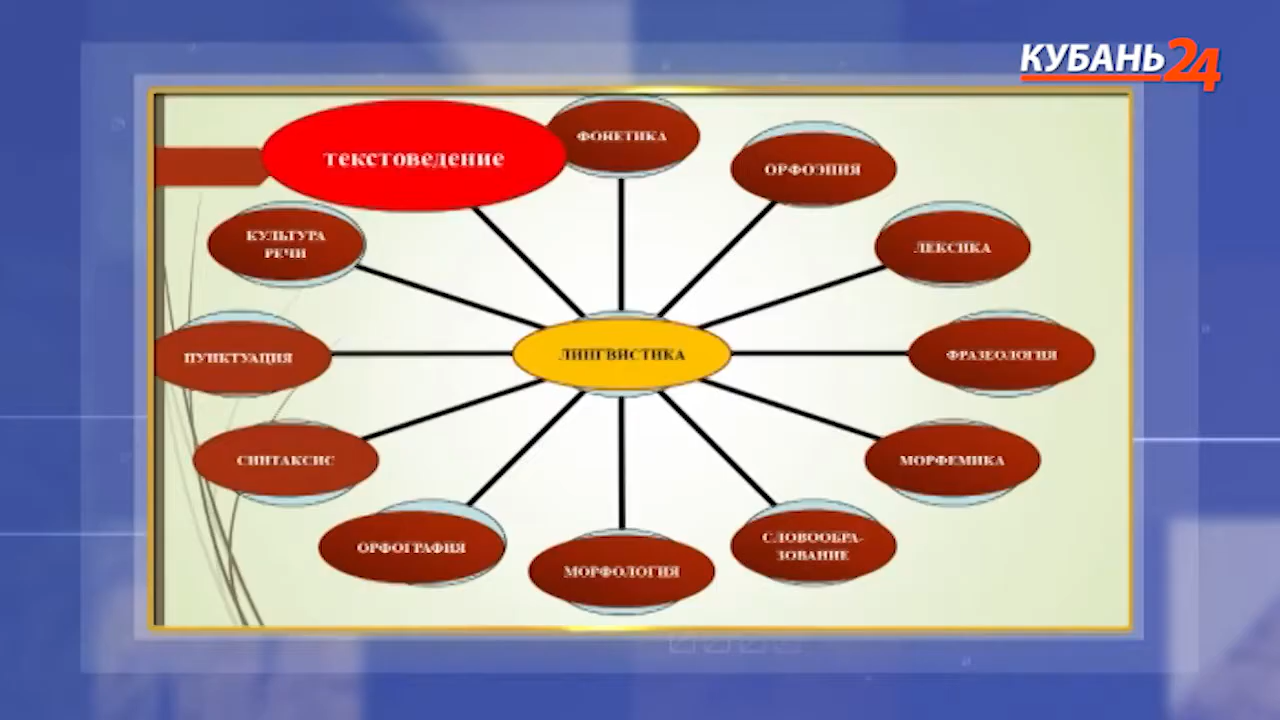 КУБАНЬ24
текстоведение
ФОНЕТИКА
ОРФОЭПИЯ
КУЛЬТУРА
РЕЧИ
ЛЕКСИКА
ПУНКТУАЦИЯ
ЛИНГВИСТИКА
ФРАЗЕОЛОГИЯ
СИНТАКСИС
МОРФЕМИКА
ОРФОГРАФИЯ
МОРФОЛОГИЯ
СЛОВООБРА-
ЗОВАНИЕ